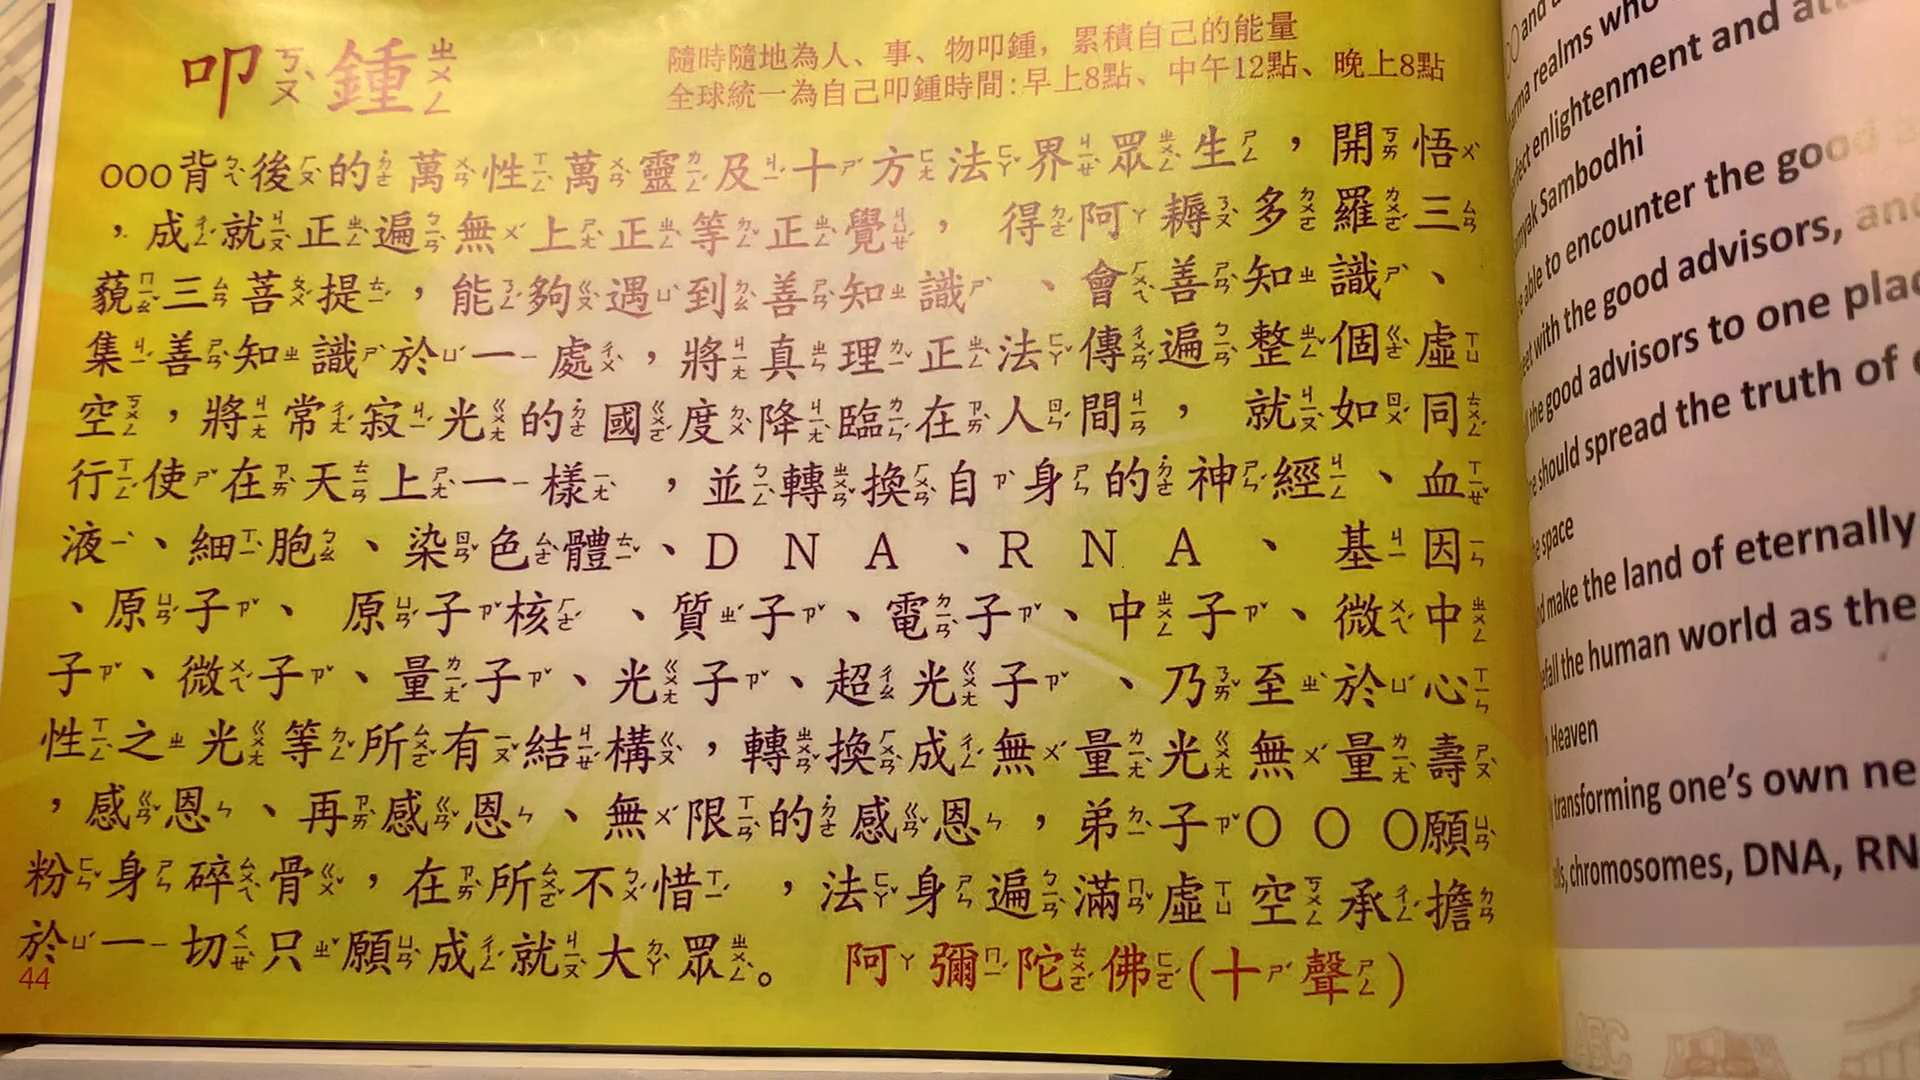 叩鍾
隨時隨地為人、事、物叩鍾，累積自己的能量
全球統一為自己叩鍾時間：早上8點、中午12點、晚上8點
OOO背後的萬性萬靈及十方法界眾生，開悟
，成就正遍無上正等正覺，得阿耨多羅三
藐三菩提，能夠遇到善知識、會善知識、
集善知識於一處，將真理正法傳遍整個虛
空，將常寂光的國度降臨在人間，就如同
行使在天上一樣，並轉換自身的神經、血
液、細胞、染色體、DNA、RNA、基因
、原子、原子核、質子、電子、中子、微中
子、微子、量子、光子、超光子、乃至於心
性之光等所有結構，轉換成無量光無量壽
，感恩、再感恩、無限的感恩，弟子OOO願
粉身碎骨，在所不惜，法身遍滿虛空承擔
於一切只願成就大眾。阿彌陀佛(十聲)
44
and
realms who
enlightenment and
Sambodhi
able to encounter the good
with the good advisors, and
the good advisors to one
should spread the truth of
space
make the land of eternally
the human world as the
Heaven
transforming one's own
chromosomes, DNA,